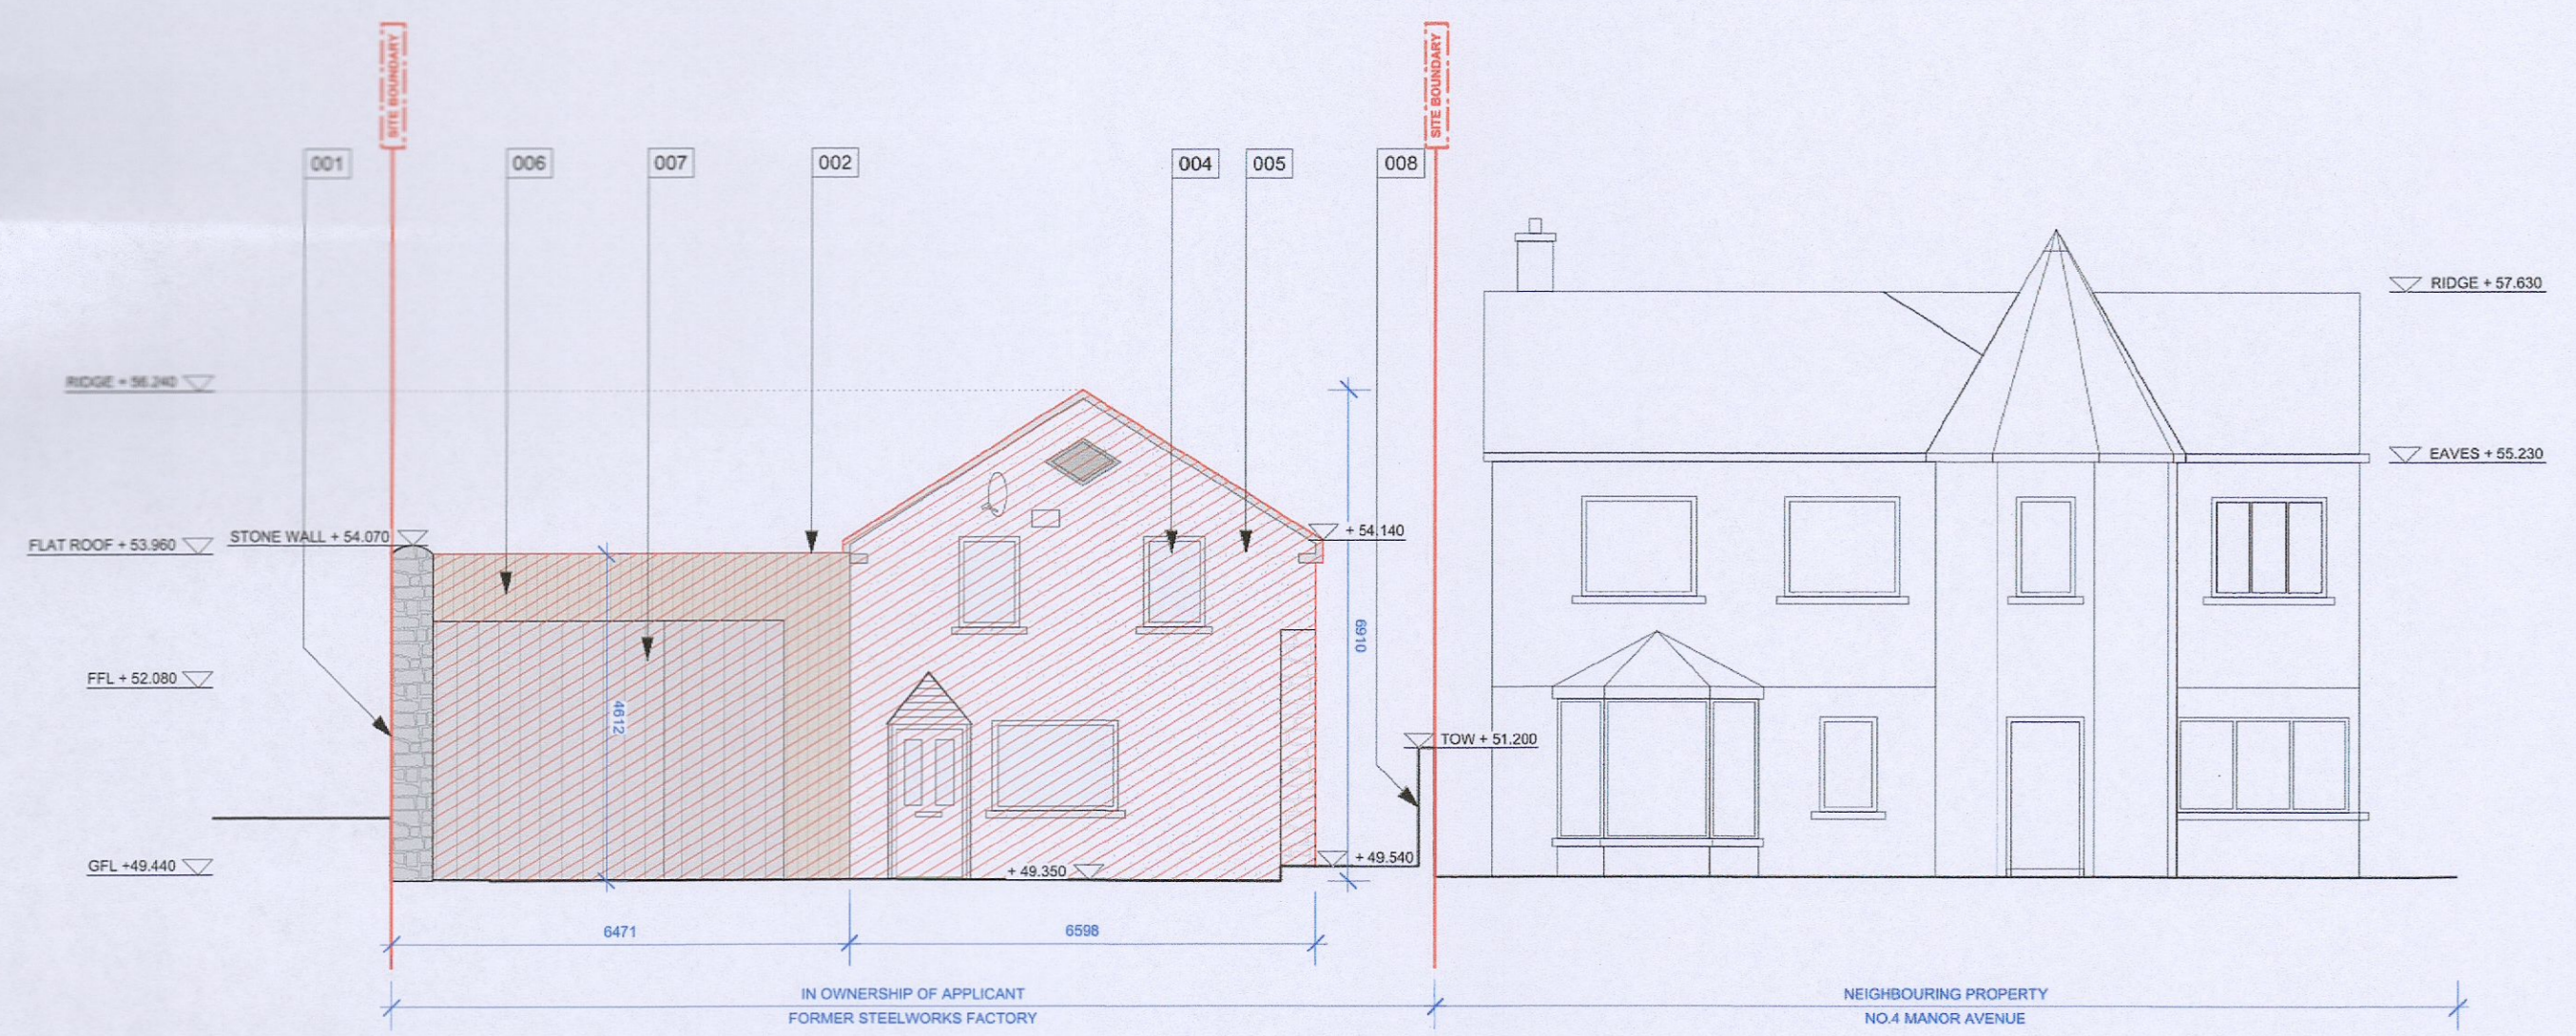 SITE BOUNDARY
SITE BOUNDARY
001
006
007
002
004
005
008
RIDGE + 57.630
RIDGE + 56.240
EAVES + 55.230
STONE WALL + 54.070
+ 54.140
FLAT ROOF + 53.960
6910
FFL + 52.080
4612
TOW + 51.200
GFL +49.440
+ 49.350
+ 49.540
6471
6598
IN OWNERSHIP OF APPLICANT
FORMER STEELWORKS FACTORY
NEIGHBOURING PROPERTY
NO.4 MANOR AVENUE